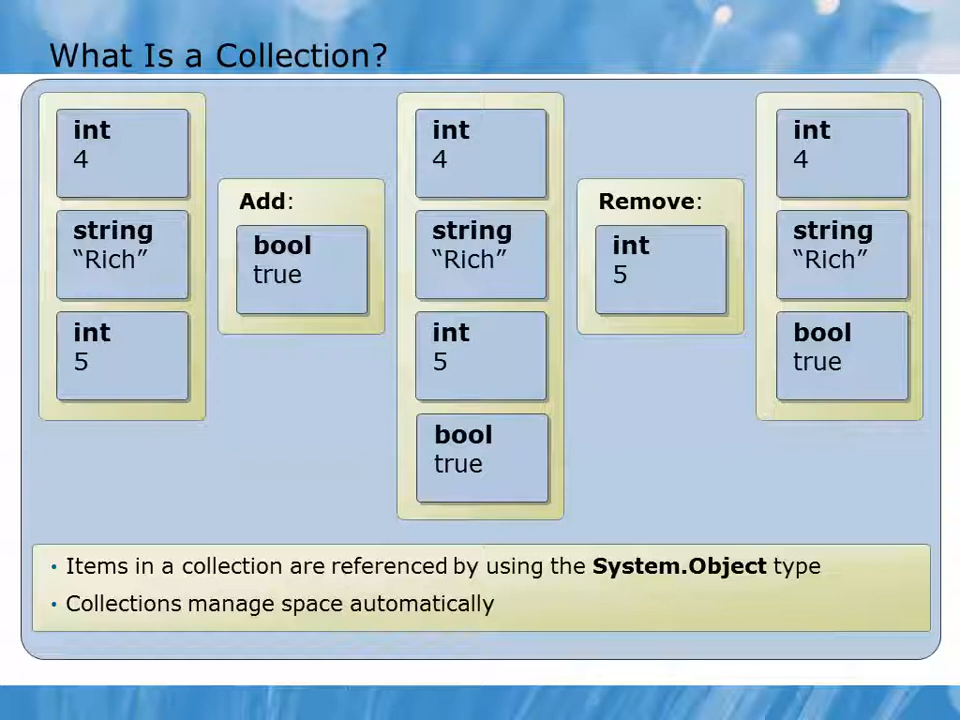 What Is a Collection?
int
4
string
“Rich”
int
5
Add:
bool
true
int
4
string
“Rich”
int
5
bool
true
Remove:
int
5
int
4
string
“Rich”
bool
true
• Items in a collection are referenced by using the System.Object type
• Collections manage space automatically